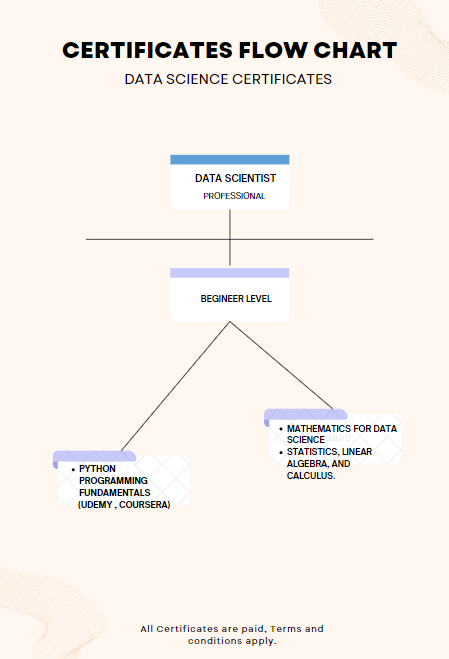 CERTIFICATES FLOW CHART
DATA SCIENCE CERTIFICATES
DATA SCIENTIST
PROFESSIONAL
BEGINEER LEVEL
• MATHEMATICS FOR DATA
SCIENCE
• STATISTICS, LINEAR
ALGEBRA, AND
CALCULUS.
• PYTHON
PROGRAMMING
FUNDAMENTALS
(UDEMY , COURSERA)
All Certificates are paid, Terms and
conditions apply.